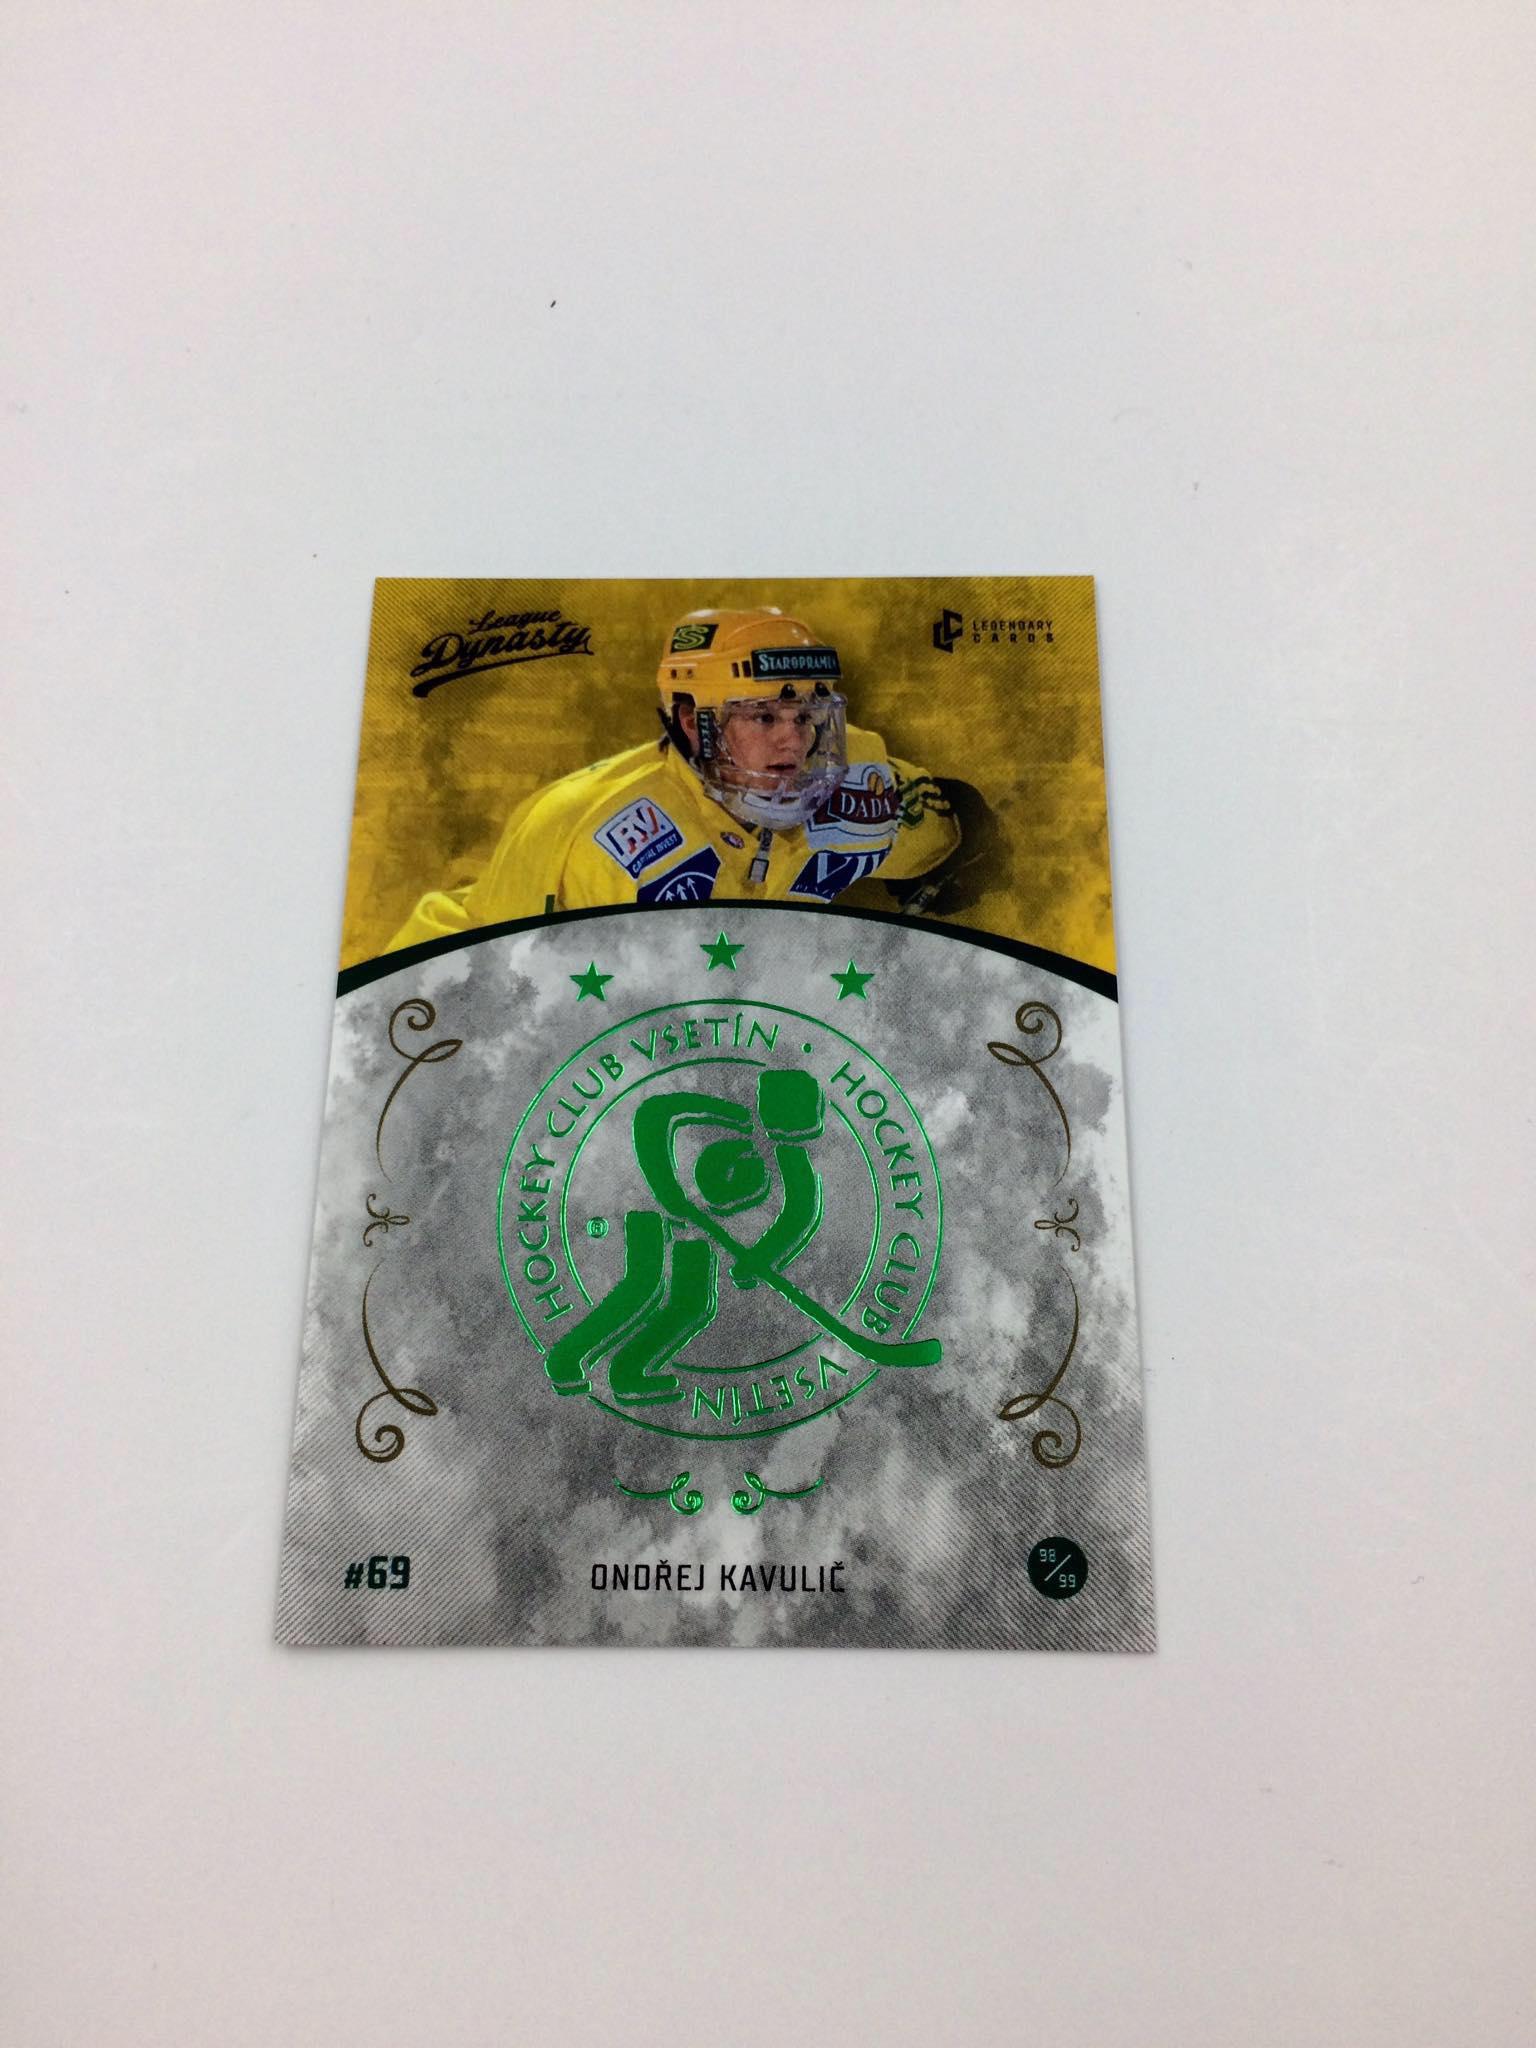 League
Dynasty
LEGENDARY
CARDS
S
STAROPRAMEN
ITECH
RV
CAPITAL INVEST
DADA
HOCKEY CLUB VSETÍN • HOCKEY CLUB VSETÍN
®
#69
ONDŘEJ KAVULIČ
98/99